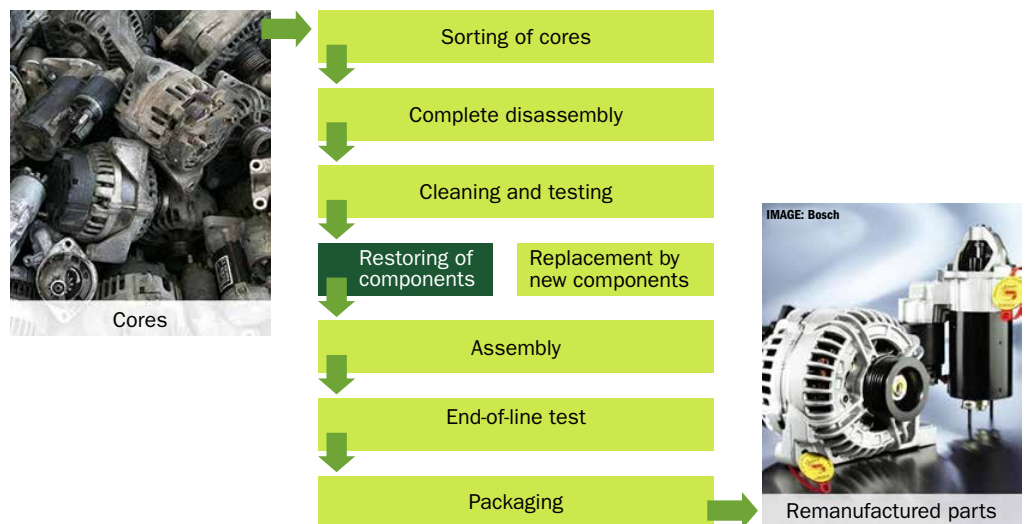 Sorting of cores
Complete disassembly
Cleaning and testing
Restoring of
components
Replacement by
new components
Assembly
End-of-line test
Packaging
Cores
IMAGE: Bosch
Remanufactured parts